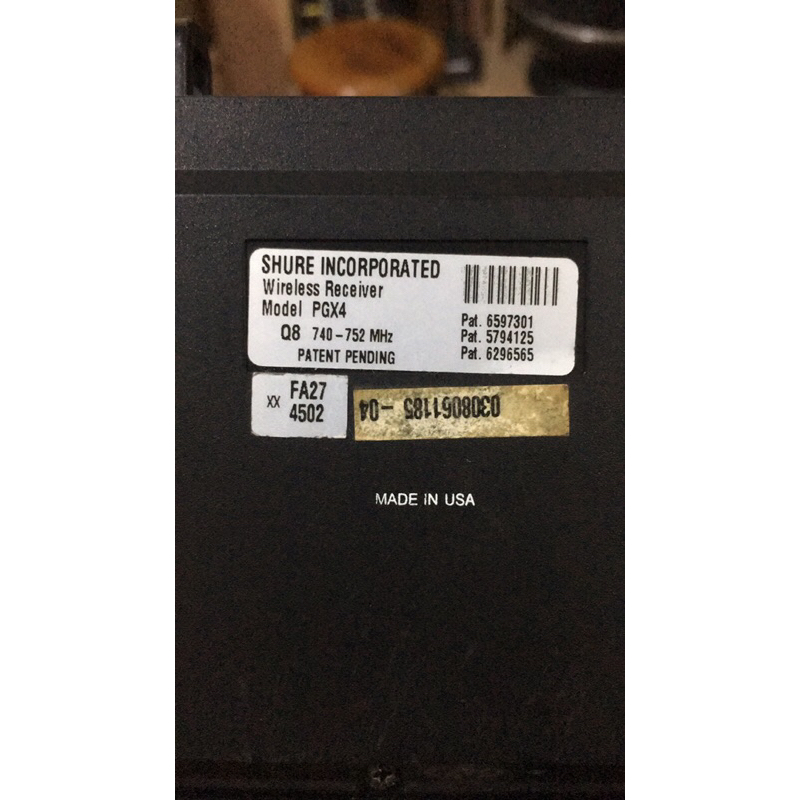 SHURE INCORPORATED
Wireless Receiver
Model PGX4
Q8 740-752 MHz
PATENT PENDING
Pat. 6597301
Pat. 5794125
Pat. 6296565
XX FA27
4502
0308061185 -04
MADE IN USA